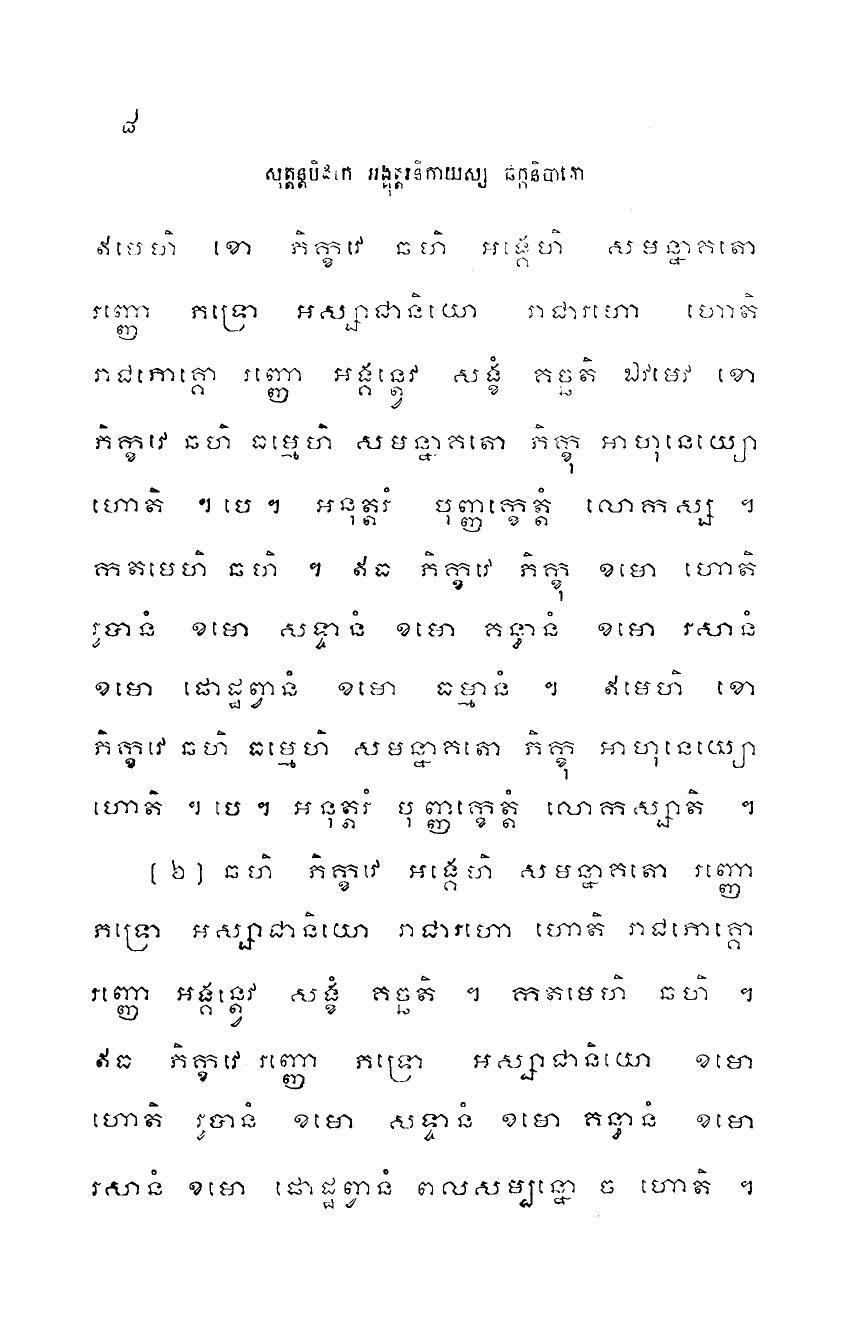 ៨
សុត្តន្តបិដកេ អង្គុត្តរនិកាយស្ស ឆក្កនិបាតោ
ឥមេហិ ខោ ភិក្ខវេ ឆហិ អង្គេហិ សមន្នាគតោ
រញ្ញោ ភទ្រោ អស្សាជានិយោ រាជារហោ ហោតិ
រាជភោគ្គោ រញ្ញោ អង្គន្ត្វេវ សង្ខំ គច្ឆតិ ឯវមេវ ខោ
ភិក្ខវេ ឆហិ ធម្មេហិ សមន្នាគតោ ភិក្ខុ អាហុនេយ្យោ
ហោតិ ។ បេ ។ អនុត្តរំ បុញ្ញក្ខេត្តំ លោកស្ស ។
កតមេហិ ឆហិ ។ ឥធ ភិក្ខវេ ភិក្ខុ ខមោ ហោតិ
រូបានំ ខមោ សទ្ទានំ ខមោ គន្ធានំ ខមោ រសានំ
ខមោ ផោដ្ឋព្វានំ ខមោ ធម្មានំ ។ ឥមេហិ ខោ
ភិក្ខវេ ឆហិ ធម្មេហិ សមន្នាគតោ ភិក្ខុ អាហុនេយ្យោ
ហោតិ ។ បេ ។ អនុត្តរំ បុញ្ញក្ខេត្តំ លោកស្សាតិ ។
[ ៦ ] ឆហិ ភិក្ខវេ អង្គេហិ សមន្នាគតោ រញ្ញោ
ភទ្រោ អស្សាជានិយោ រាជារហោ ហោតិ រាជភោគ្គោ
រញ្ញោ អង្គន្ត្វេវ សង្ខំ គច្ឆតិ ។ កតមេហិ ឆហិ ។
ឥធ ភិក្ខវេ រញ្ញោ ភទ្រោ អស្សាជានិយោ ខមោ
ហោតិ រូបានំ ខមោ សទ្ទានំ ខមោ គន្ធានំ ខមោ
រសានំ ខមោ ផោដ្ឋព្វានំ ពលសម្បន្នោ ច ហោតិ ។